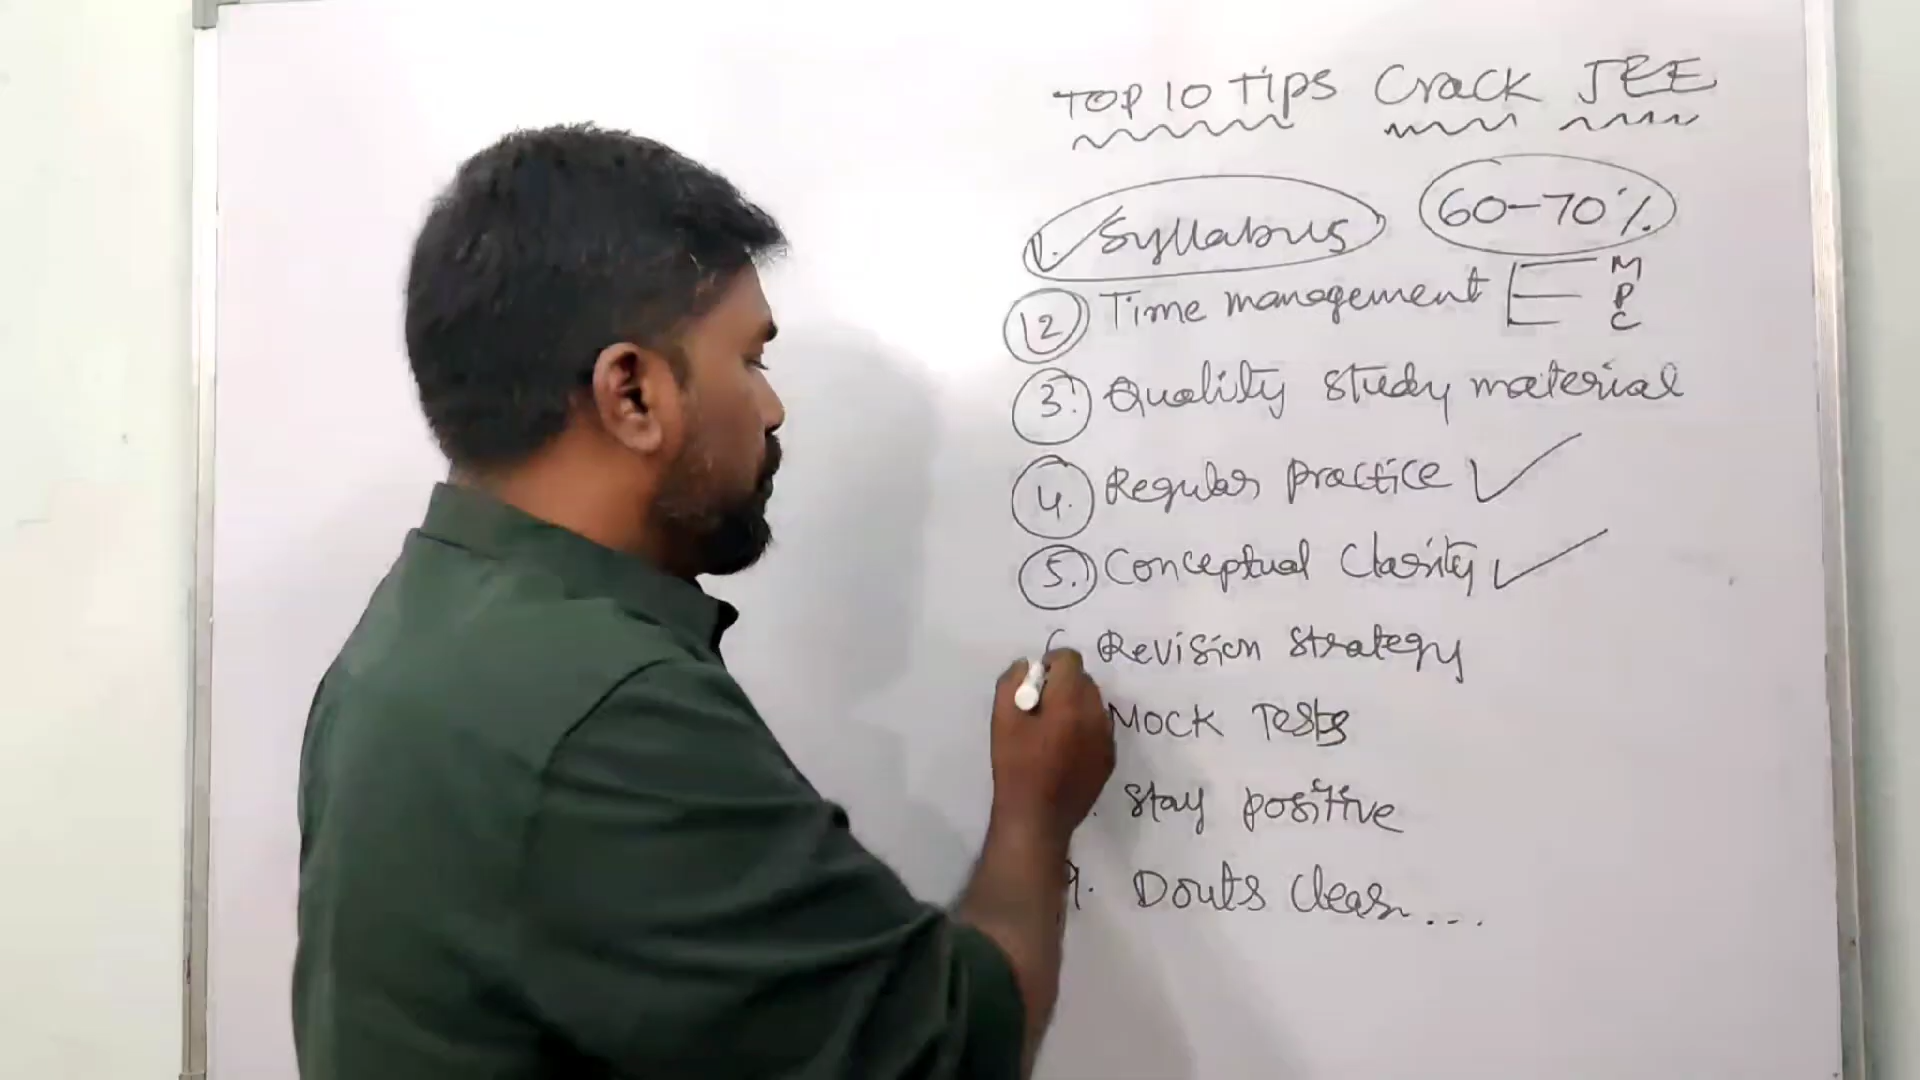 TOP 10 Tips Crack JEE
1. Syllabus 60-70%
2 Time management M
P
C
3. Quality study material
4. Regular practice
5. Conceptual Clarity
Revision strategy
Mock Tests
Stay positive
9. Douts Clear...